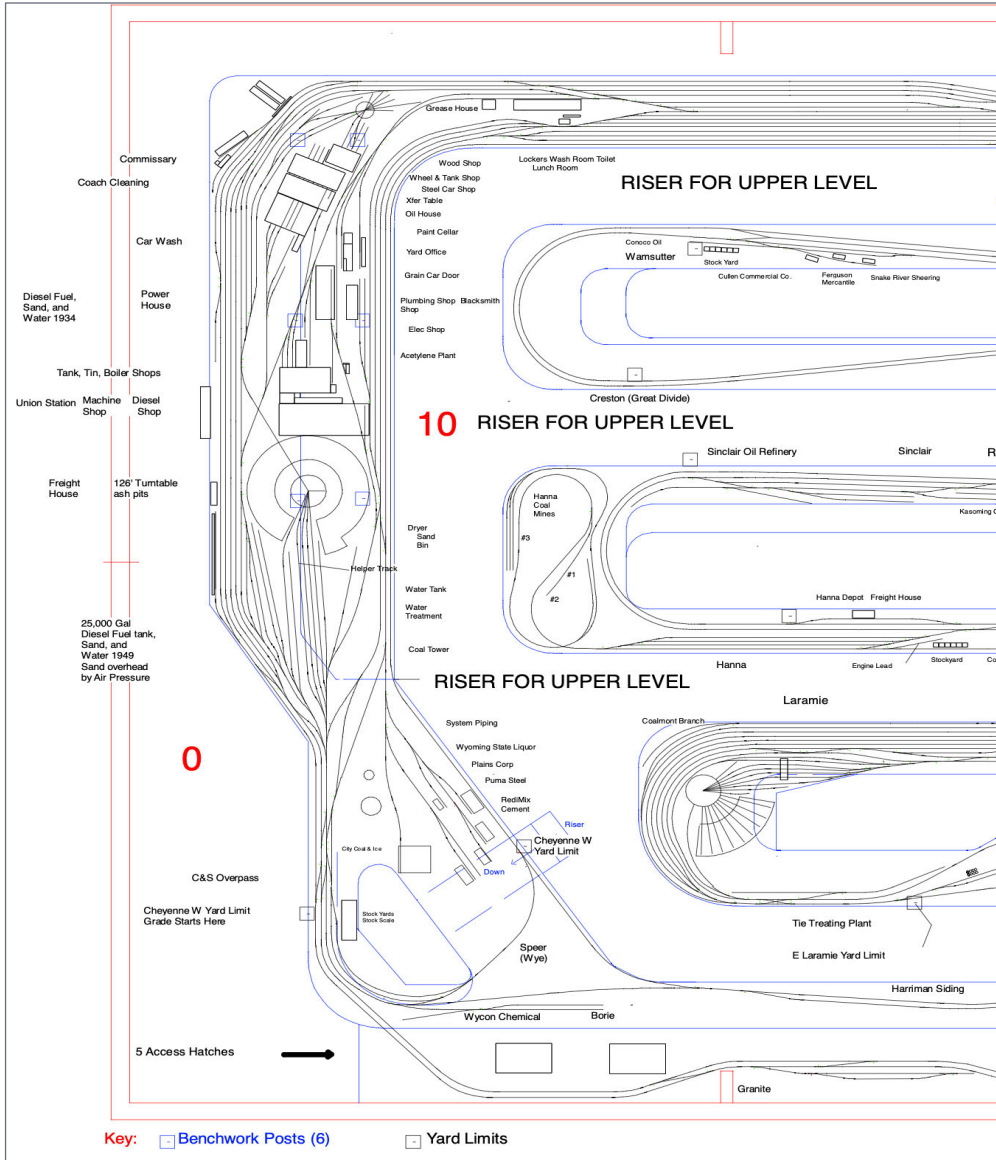 Grease House
Commissary
Coach Cleaning
Wood Shop
Lockers Wash Room Toilet
Lunch Room
Wheel & Tank Shop
Steel Car Shop
Xfer Table
Oil House
RISER FOR UPPER LEVEL
Car Wash
Paint Cellar
Yard Office
Grain Car Door
Conoco Oil
Wamsutter
Stock Yard
Cullen Commercial Co.
Ferguson
Mercantile
Snake River Sheering
Diesel Fuel,
Sand, and
Water 1934
Power
House
Plumbing Shop
Shop
Blacksmith
Elec Shop
Acetylene Plant
Tank, Tin, Boiler Shops
Union Station
Machine
Shop
Diesel
Shop
Creston (Great Divide)
10
RISER FOR UPPER LEVEL
Sinclair Oil Refinery
Sinclair
R
Freight
House
126' Turntable
ash pits
Hanna
Coal
Mines
#3
#1
#2
Kasoming
Dryer
Sand
Bin
Helper Track
Water Tank
Water
Treatment
Coal Tower
Hanna Depot
Freight House
25,000 Gal
Diesel Fuel tank,
Sand, and
Water 1949
Sand overhead
by Air Pressure
Hanna
Engine Lead
Stockyard
Co
RISER FOR UPPER LEVEL
Laramie
Coalmont Branch
0
System Piping
Wyoming State Liquor
Plains Corp
Puma Steel
RediMix
Cement
Riser
Cheyenne W
Yard Limit
Down
City Coal & Ice
C&S Overpass
Cheyenne W Yard Limit
Grade Starts Here
Stock Yards
Stock Scale
Speer
(Wye)
Tie Treating Plant
E Laramie Yard Limit
Harriman Siding
Wycon Chemical
Borie
5 Access Hatches
Granite
Key:
Benchwork Posts (6)
Yard Limits